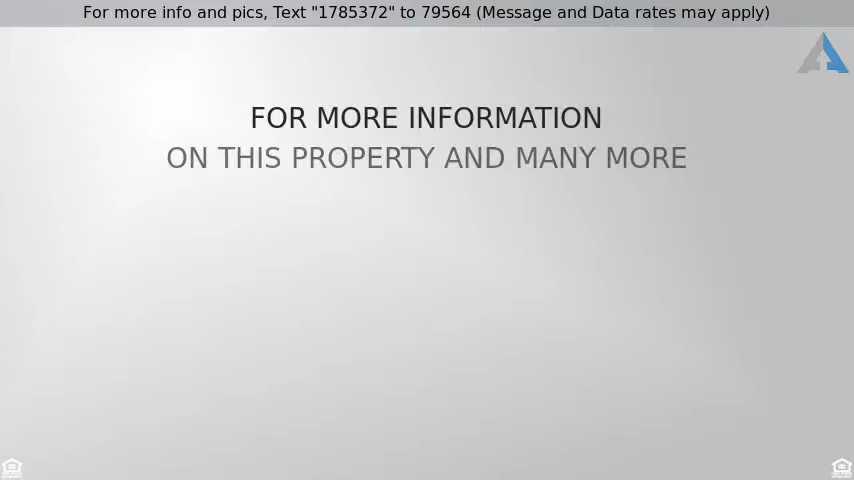 For more info and pics, Text "1785372" to 79564 (Message and Data rates may apply)
FOR MORE INFORMATION
ON THIS PROPERTY AND MANY MORE